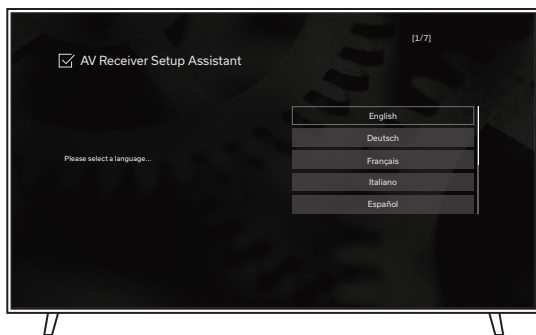 [1/7]
AV Receiver Setup Assistant
English
Deutsch
Please select a language...
Français
Italiano
Español